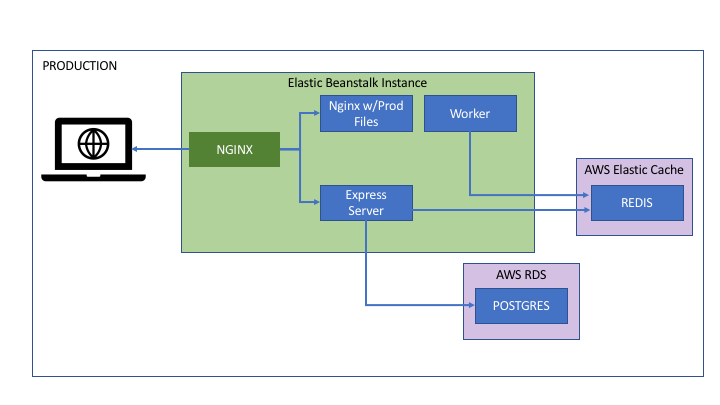 PRODUCTION
Elastic Beanstalk Instance
Nginx w/Prod
Files
Worker
NGINX
AWS Elastic Cache
Express
Server
REDIS
AWS RDS
POSTGRES